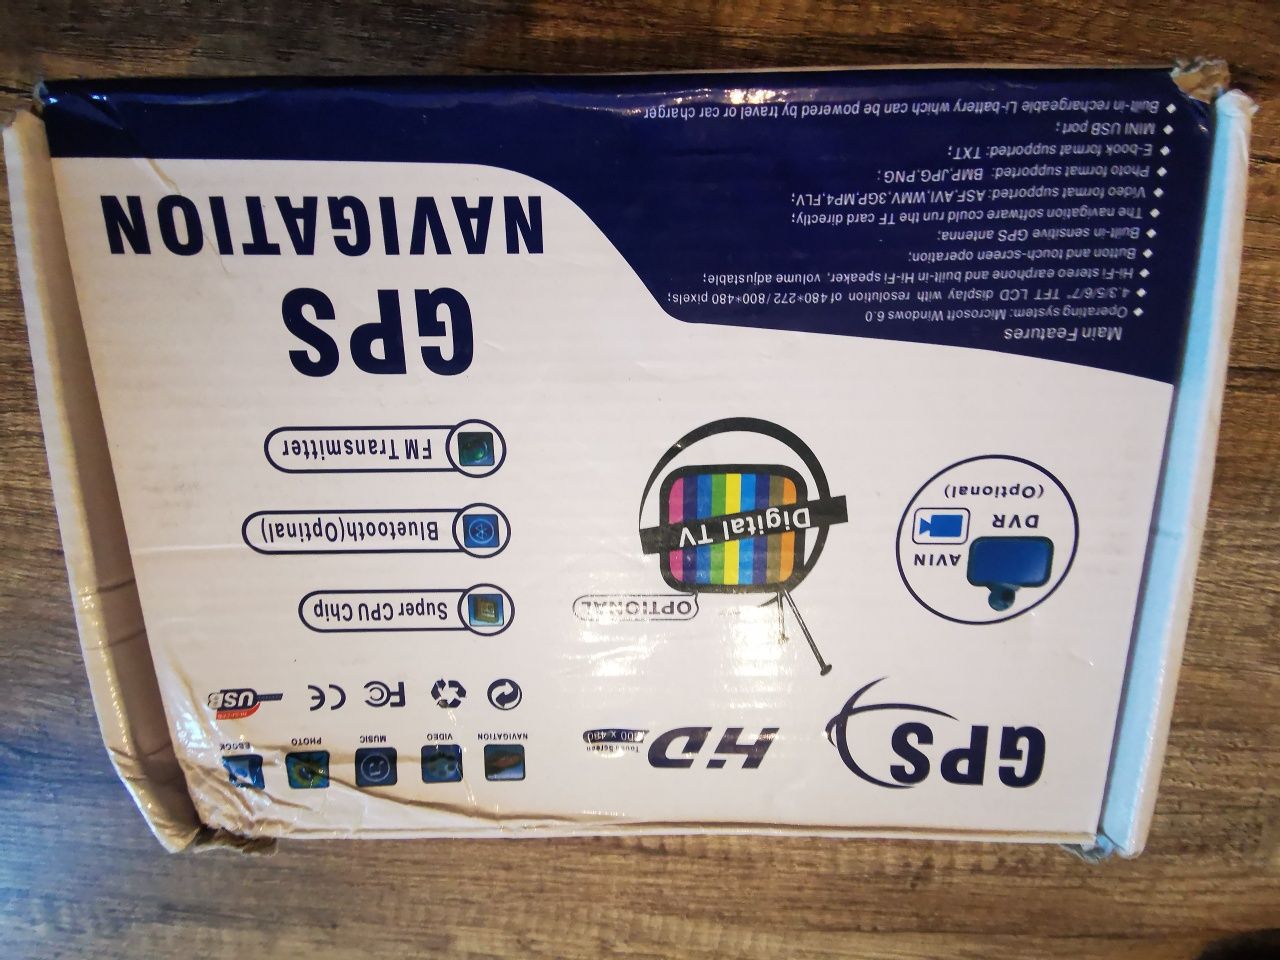 GPS
HD
Touch Screen
800 x 480
NAVIGATION
VIDEO
MUSIC
PHOTO
EBOOK
FC
CE
USB
AVIN
DVR
(Optional)
OPTIONAL
Digital TV
Super CPU Chip
Bluetooth(Optinal)
FM Transmitter
GPS
NAVIGATION
Main Features
◆ Operating system: Microsoft Windows 6.0
◆ 4.3/5/6/7" TFT LCD display with resolution of 480*272 / 800*480 pixels;
◆ Hi-Fi stereo earphone and built-in Hi-Fi speaker, volume adjustable;
◆ Button and touch-screen operation;
◆ Built-in sensitive GPS antenna;
◆ The navigation software could run the TF card directly;
◆ Video format supported: ASF,AVI,WMV,3GP,MP4,FLV;
◆ Photo format supported: BMP,JPG,PNG;
◆ E-book format supported: TXT;
◆ MINI USB port;
◆ Built-in rechargeable Li-battery which can be powered by travel or car charger